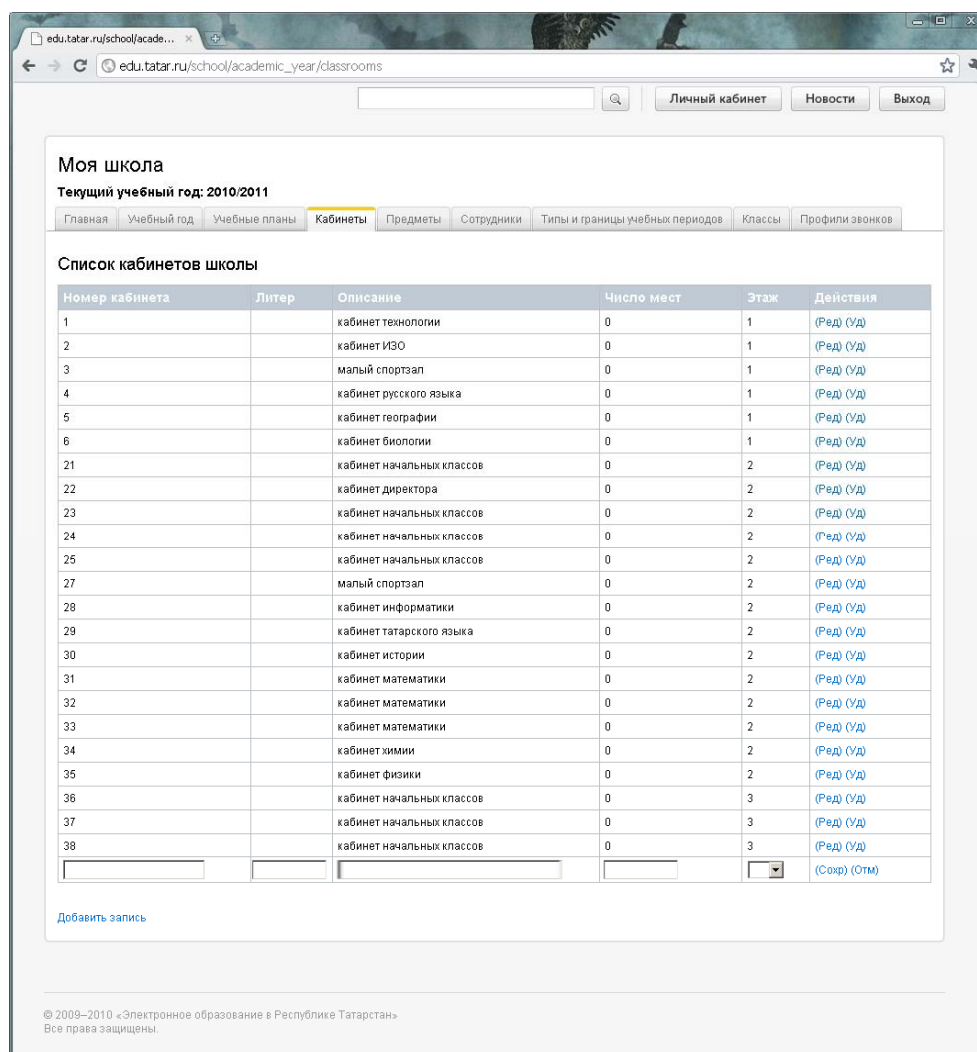 edu.tatar.ru/school/acade...
edu.tatar.ru/school/academic_year/classrooms
Личный кабинет Новости Выход
Моя школа
Текущий учебный год: 2010/2011
Главная Учебный год Учебные планы Кабинеты Предметы Сотрудники Типы и границы учебных периодов Классы Профили звонков
Список кабинетов школы
Номер кабинета Литер Описание Число мест Этаж Действия
1 кабинет технологии 0 1 (Ред) (Уд)
2 кабинет ИЗО 0 1 (Ред) (Уд)
3 малый спортзал 0 1 (Ред) (Уд)
4 кабинет русского языка 0 1 (Ред) (Уд)
5 кабинет географии 0 1 (Ред) (Уд)
6 кабинет биологии 0 1 (Ред) (Уд)
21 кабинет начальных классов 0 2 (Ред) (Уд)
22 кабинет директора 0 2 (Ред) (Уд)
23 кабинет начальных классов 0 2 (Ред) (Уд)
24 кабинет начальных классов 0 2 (Ред) (Уд)
25 кабинет начальных классов 0 2 (Ред) (Уд)
27 малый спортзал 0 2 (Ред) (Уд)
28 кабинет информатики 0 2 (Ред) (Уд)
29 кабинет татарского языка 0 2 (Ред) (Уд)
30 кабинет истории 0 2 (Ред) (Уд)
31 кабинет математики 0 2 (Ред) (Уд)
32 кабинет математики 0 2 (Ред) (Уд)
33 кабинет математики 0 2 (Ред) (Уд)
34 кабинет химии 0 2 (Ред) (Уд)
35 кабинет физики 0 2 (Ред) (Уд)
36 кабинет начальных классов 0 3 (Ред) (Уд)
37 кабинет начальных классов 0 3 (Ред) (Уд)
38 кабинет начальных классов 0 3 (Ред) (Уд)
(Сохр) (Отм)
Добавить запись
© 2009–2010 «Электронное образование в Республике Татарстан»
Все права защищены.